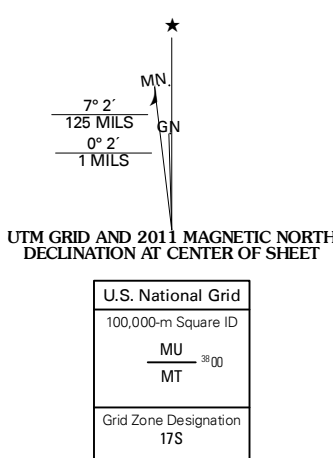 ★
MN.
7° 2´
125 MILS
GN
0° 2´
1 MILS
UTM GRID AND 2011 MAGNETIC NORTH
DECLINATION AT CENTER OF SHEET
U.S. National Grid
100,000-m Square ID
MU
3800
MT
Grid Zone Designation
17S